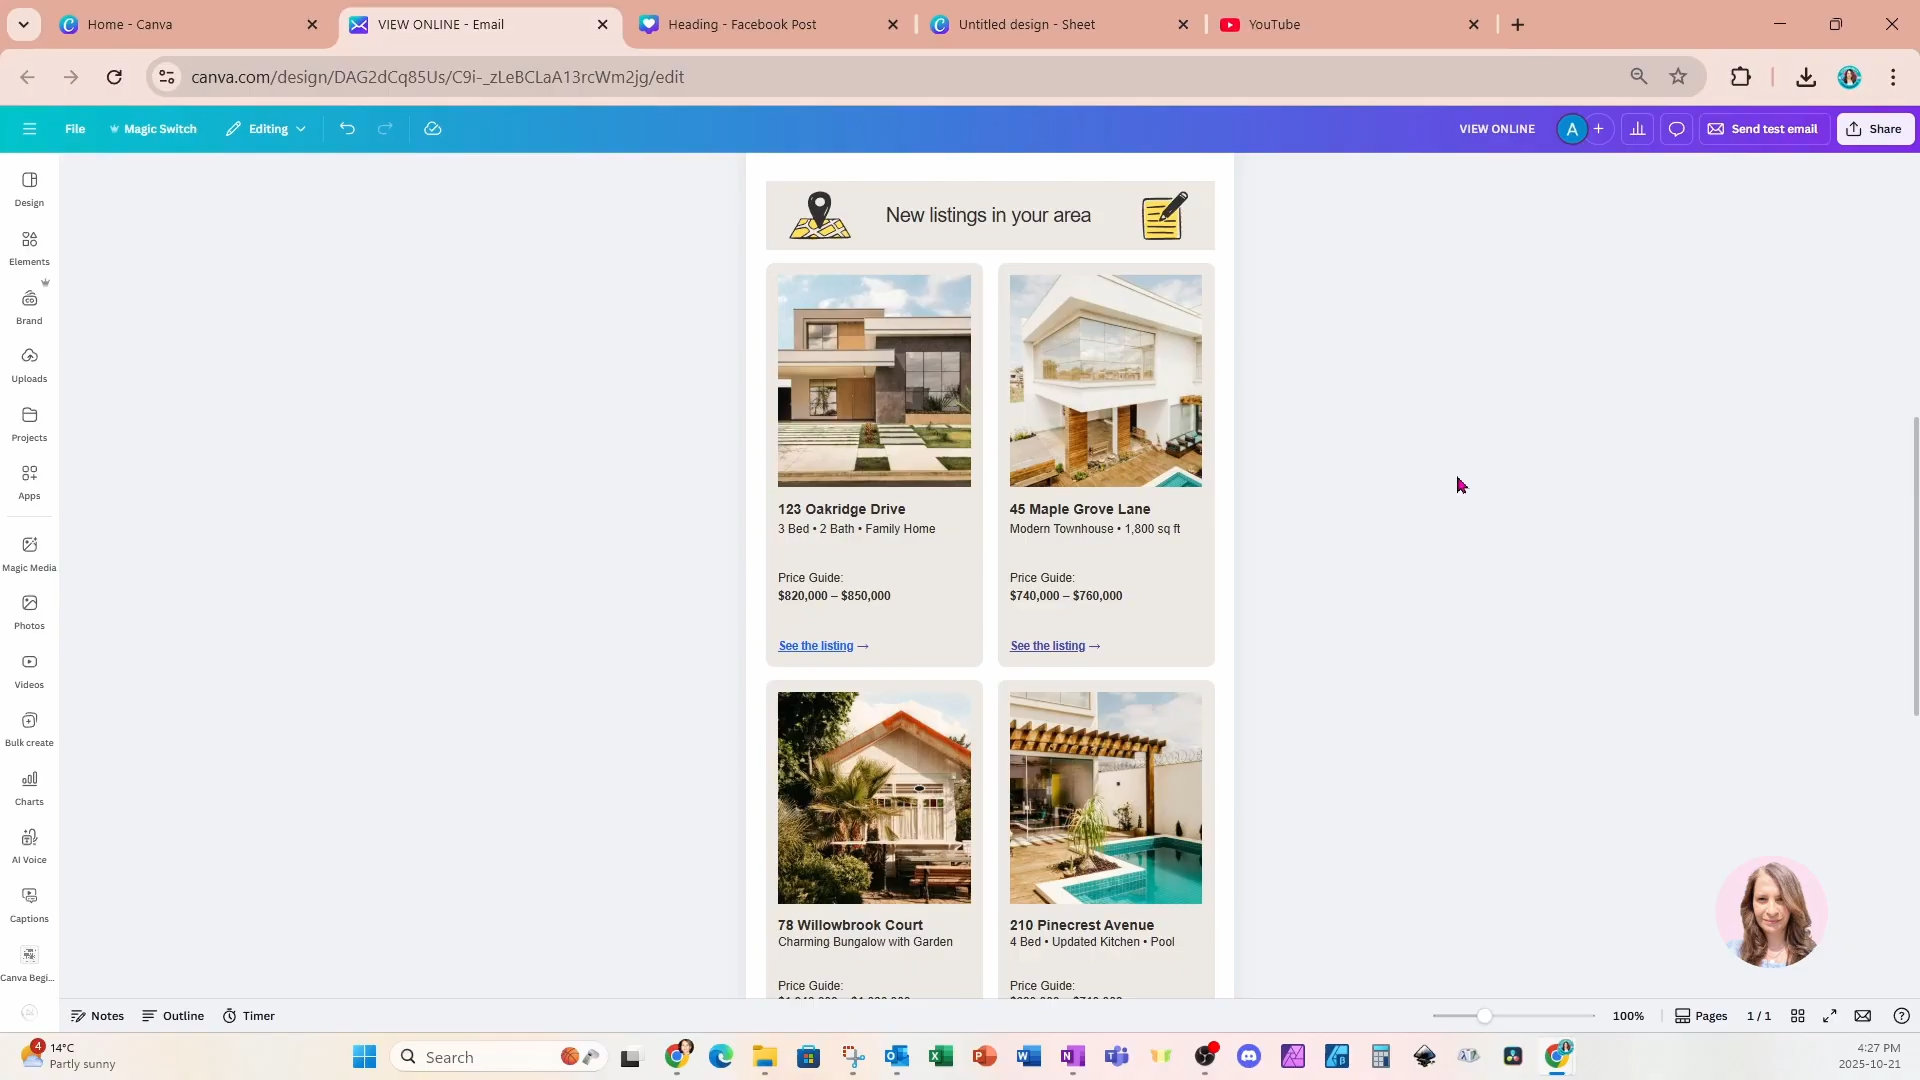 Home - Canva
VIEW ONLINE - Email
Heading - Facebook Post
Untitled design - Sheet
YouTube
canva.com/design/DAG2dCq85Us/C9i-_zLeBCLaA13rcWm2jg/edit
File
Magic Switch
Editing
VIEW ONLINE
A
Send test email
Share
Design
Elements
Brand
Uploads
Projects
Apps
Magic Media
Photos
Videos
Bulk create
Charts
AI Voice
Captions
Canva Begi...
New listings in your area
123 Oakridge Drive
3 Bed • 2 Bath • Family Home
Price Guide:
$820,000 – $850,000
See the listing →
45 Maple Grove Lane
Modern Townhouse • 1,800 sq ft
Price Guide:
$740,000 – $760,000
See the listing →
78 Willowbrook Court
Charming Bungalow with Garden
Price Guide:
210 Pinecrest Avenue
4 Bed • Updated Kitchen • Pool
Price Guide:
Notes
Outline
Timer
100%
Pages
1 / 1
4
14°C
Partly sunny
Search
4:27 PM
2025-10-21